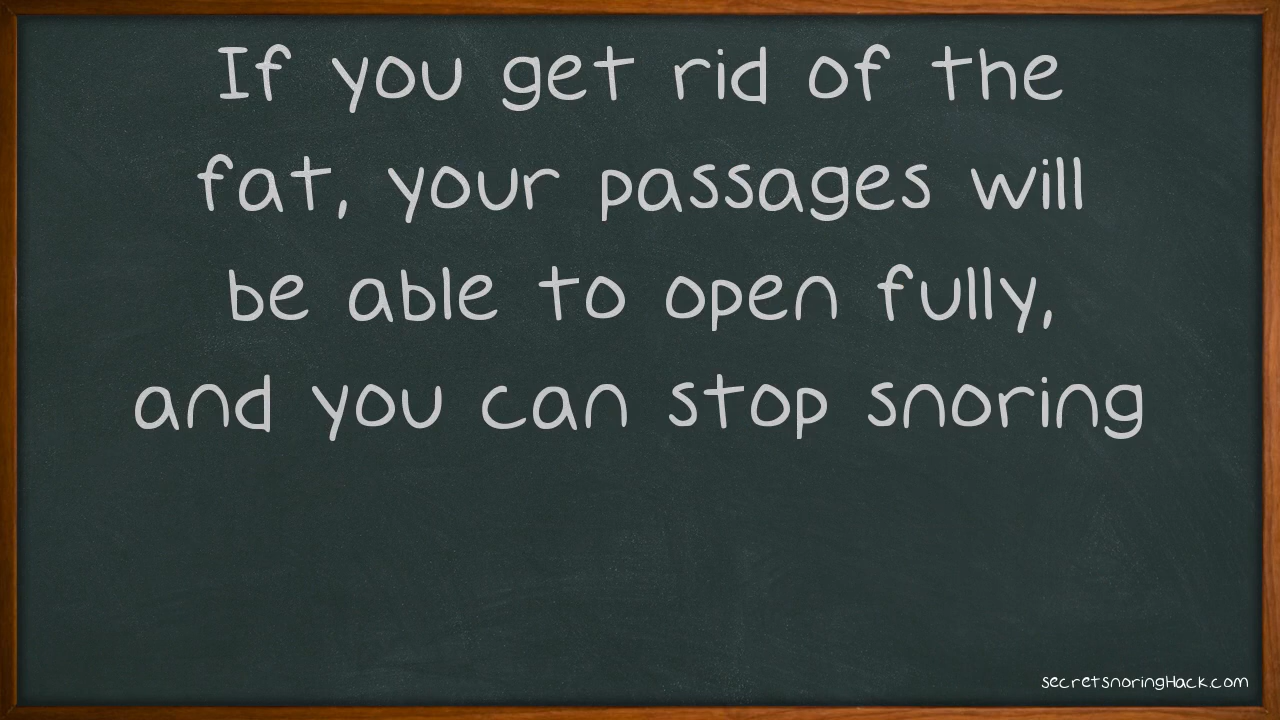 If you get rid of the
fat, your passages will
be able to open fully,
and you can stop snoring
secretsnoringHack.com